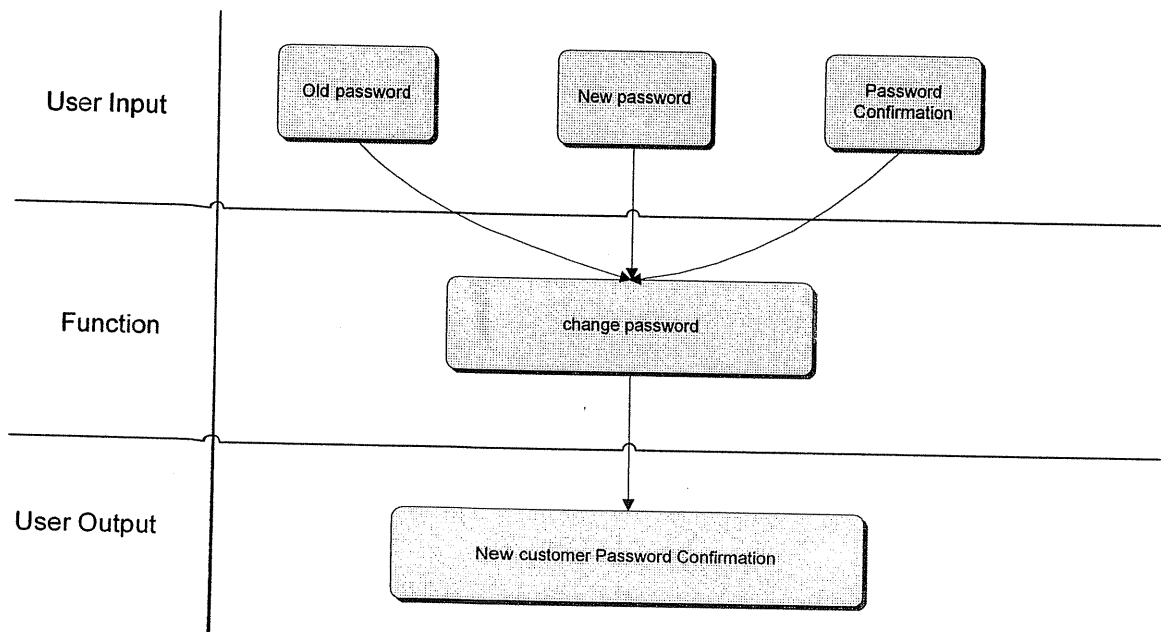 User Input
Old password
New password
Password
Confirmation
Function
change password
User Output
New customer Password Confirmation